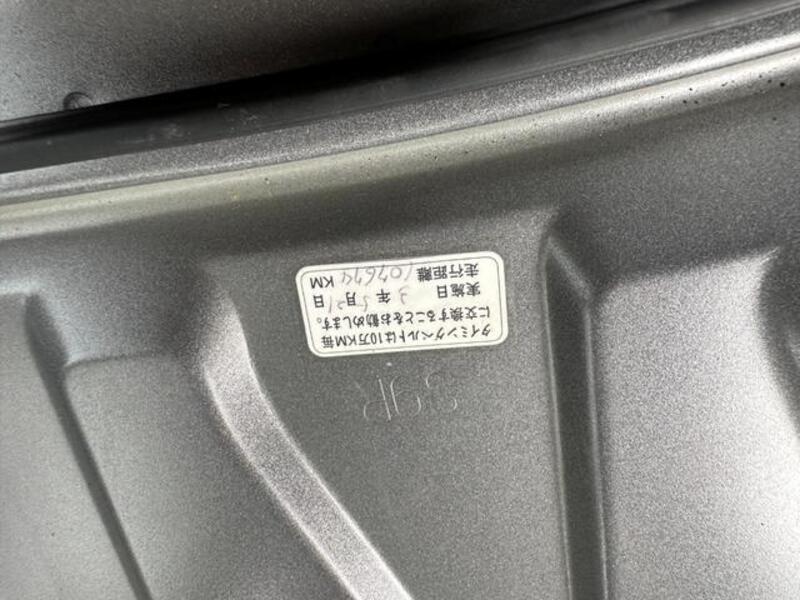 タイミングベルトは10万KM毎
に交換することをお勧めします。
実施日 3年 5月 21日
走行距離 107674 KM